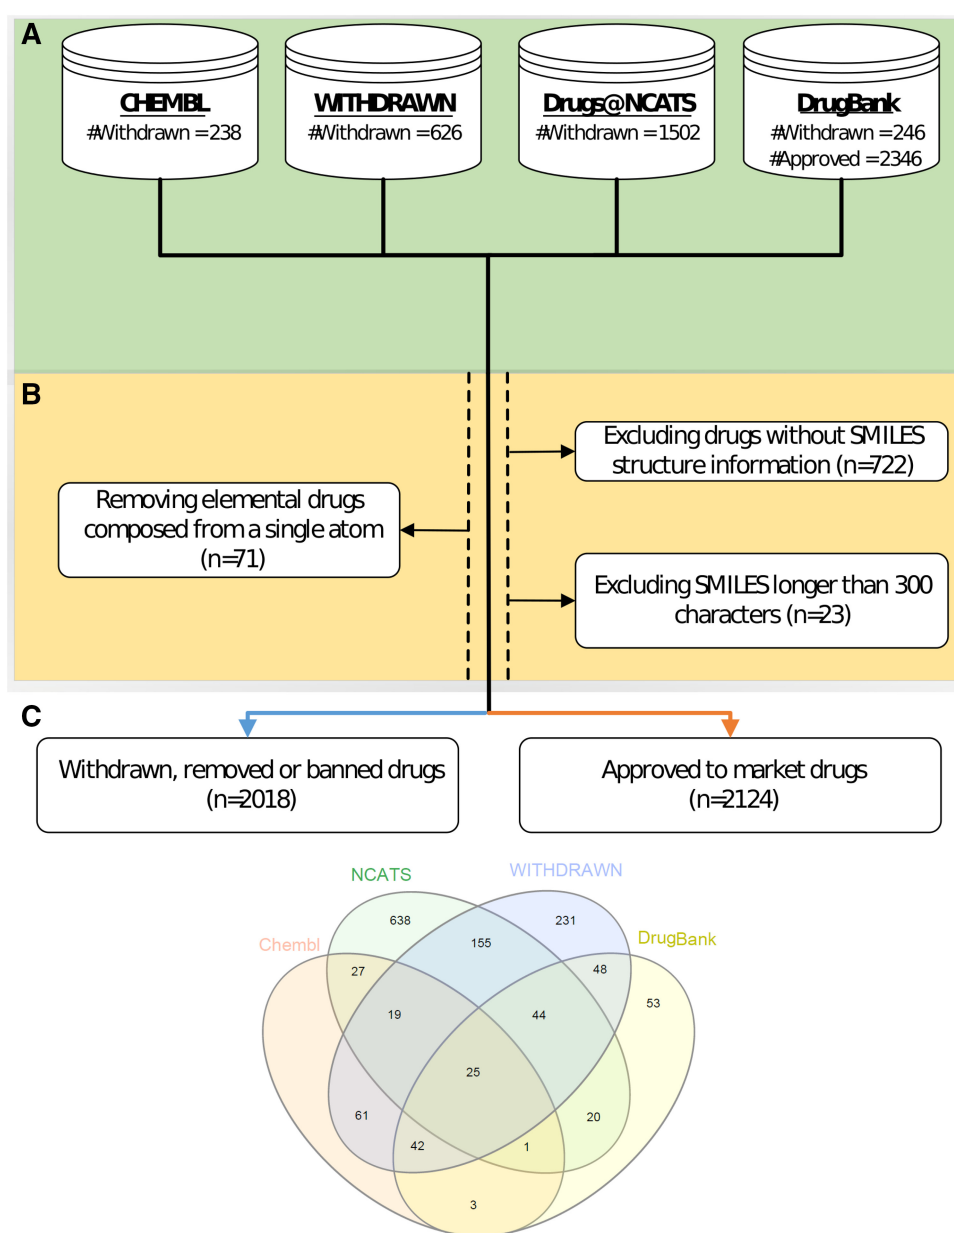 A
CHEMBL
#Withdrawn = 238
WITHDRAWN
#Withdrawn = 626
Drugs@NCATS
#Withdrawn = 1502
DrugBank
#Withdrawn = 246
#Approved = 2346
B
Excluding drugs without SMILES
structure information (n=722)
Removing elemental drugs
composed from a single atom
(n=71)
Excluding SMILES longer than 300
characters (n=23)
C
Withdrawn, removed or banned drugs
(n=2018)
Approved to market drugs
(n=2124)
NCATS
WITHDRAWN
Chembl
DrugBank
638
231
155
27
48
53
19
44
25
61
20
42
1
3